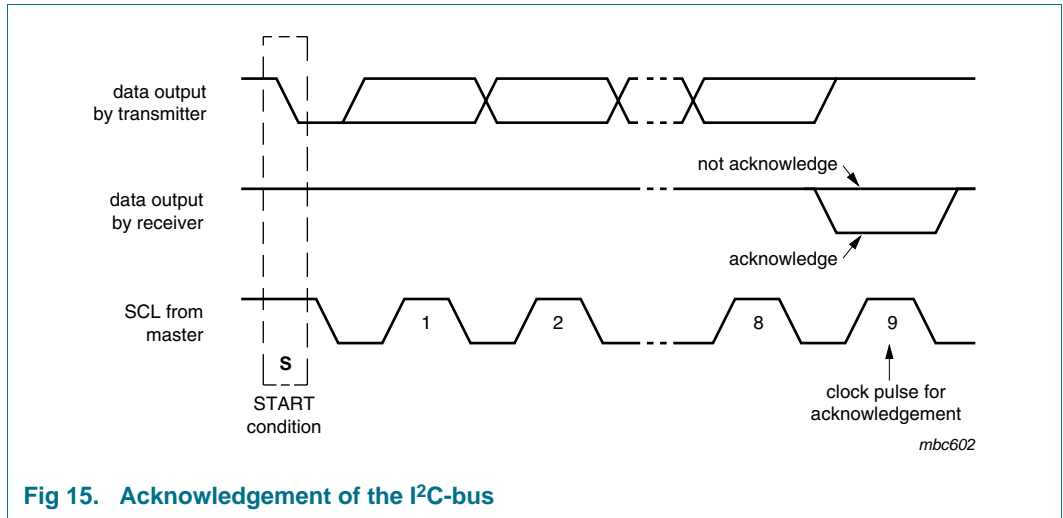 data output
by transmitter
not acknowledge
data output
by receiver
acknowledge
SCL from
master
1
2
8
9
S
START
condition
clock pulse for
acknowledgement
mbc602
Fig 15. Acknowledgement of the I²C-bus